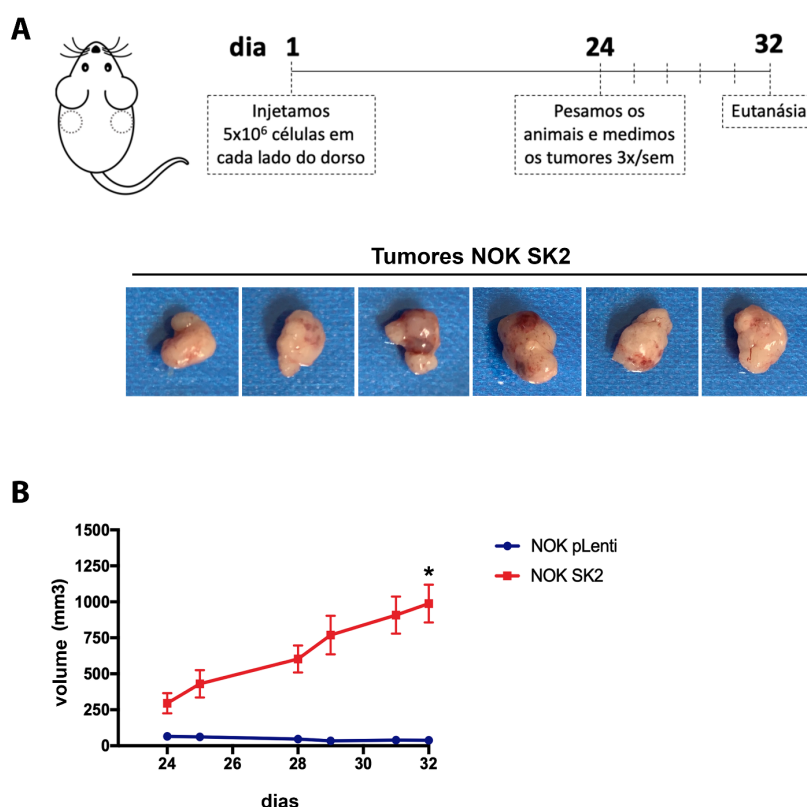 A
dia 1 24 32
Injetamos
5x10⁶ células em
cada lado do dorso
Pesamos os
animais e medimos
os tumores 3x/sem
Eutanásia
Tumores NOK SK2
B
volume (mm3)
1500
1250
1000
750
500
250
0
24 26 28 30 32
dias
*
NOK pLenti
NOK SK2